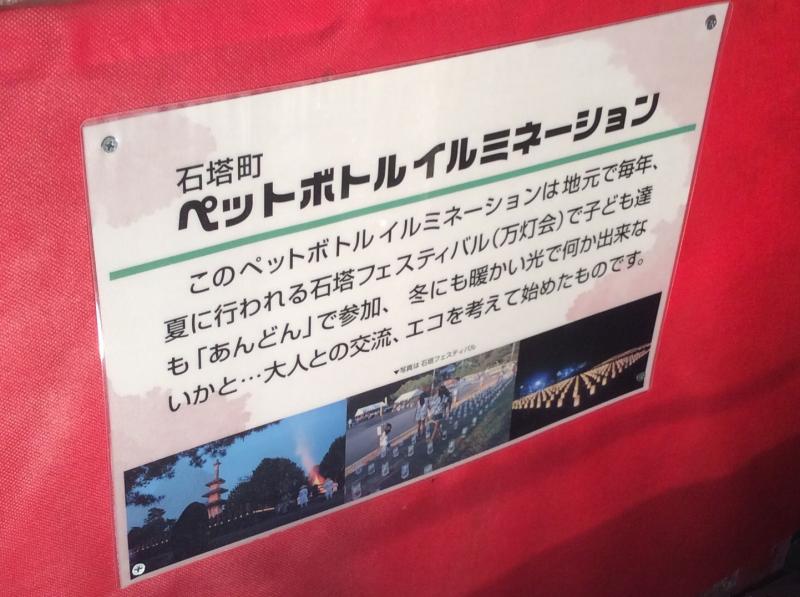 石塔町
ペットボトルイルミネーション
このペットボトルイルミネーションは地元で毎年、
夏に行われる石塔フェスティバル(万灯会)で子ども達
も「あんどん」で参加、冬にも暖かい光で何か出来な
いかと…大人との交流、エコを考えて始めたものです。
▼写真は石塔フェスティバル